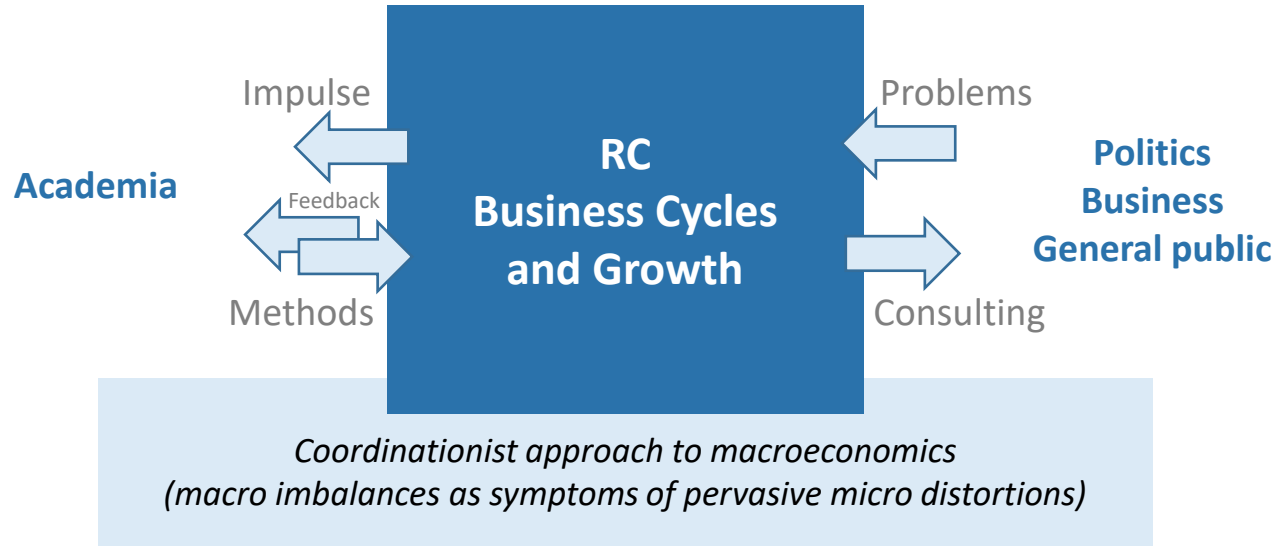 Impulse
Problems
Academia
Feedback
Methods
RC
Business Cycles
and Growth
Politics
Business
General public
Consulting
Coordinationist approach to macroeconomics
(macro imbalances as symptoms of pervasive micro distortions)